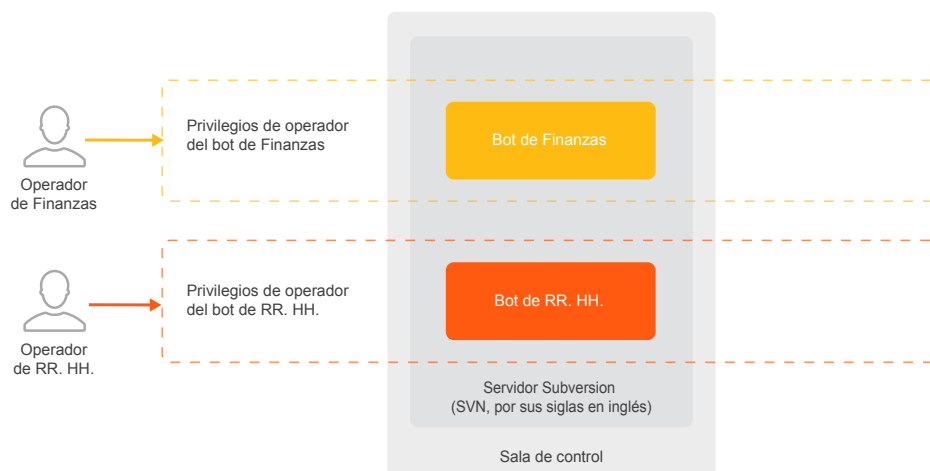 Privilegios de operador
del bot de Finanzas
Bot de Finanzas
Operador
de Finanzas
Privilegios de operador
del bot de RR. HH.
Bot de RR. HH.
Operador
de RR. HH.
Servidor Subversion
(SVN, por sus siglas en inglés)
Sala de control